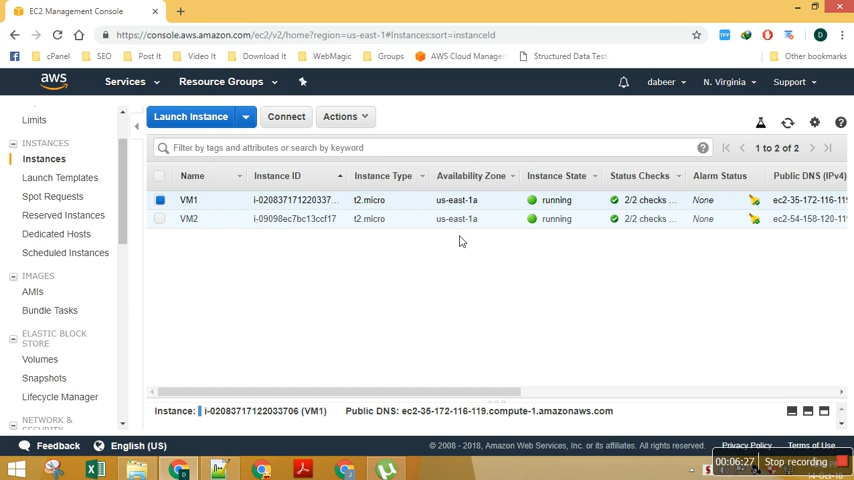 EC2 Management Console
https://console.aws.amazon.com/ec2/v2/home?region=us-east-1#Instances:sort=instanceId
cPanel SEO Post It Video It Download It WebMagic Groups AWS Cloud Manager Structured Data Test Other bookmarks
aws Services Resource Groups dabeer N. Virginia Support
Limits
INSTANCES
Instances
Launch Templates
Spot Requests
Reserved Instances
Dedicated Hosts
Scheduled Instances
IMAGES
AMIs
Bundle Tasks
ELASTIC BLOCK
STORE
Volumes
Snapshots
Lifecycle Manager
NETWORK &
Launch Instance Connect Actions
Filter by tags and attributes or search by keyword 1 to 2 of 2
Name Instance ID Instance Type Availability Zone Instance State Status Checks Alarm Status Public DNS (IPv4)
VM1 i-020837171220337... t2.micro us-east-1a running 2/2 checks ... None ec2-35-172-116-11
VM2 i-09098ec7bc13ccf17 t2.micro us-east-1a running 2/2 checks ... None ec2-54-158-120-11
Instance: i-02083717122033706 (VM1) Public DNS: ec2-35-172-116-119.compute-1.amazonaws.com
Feedback English (US) © 2008 - 2018, Amazon Web Services, Inc. or its affiliates. All rights reserved. Privacy Policy Terms of Use
00:06:27 Stop recording